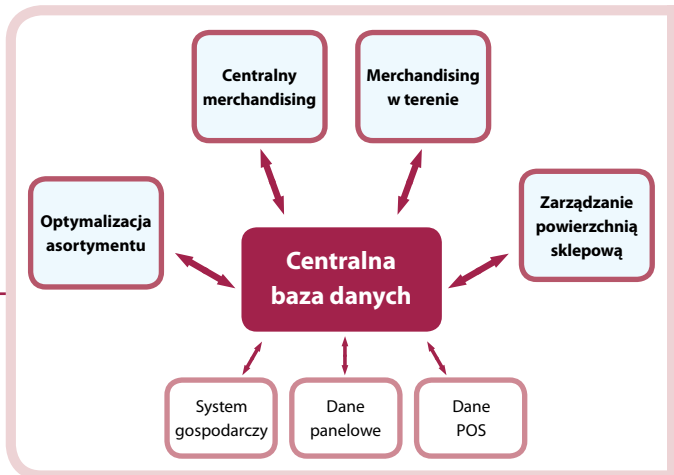 Centralny
merchandising
Merchandising
w terenie
Optymalizacja
asortymentu
Zarządzanie
powierzchnią
sklepową
Centralna
baza danych
System
gospodarczy
Dane
panelowe
Dane
POS